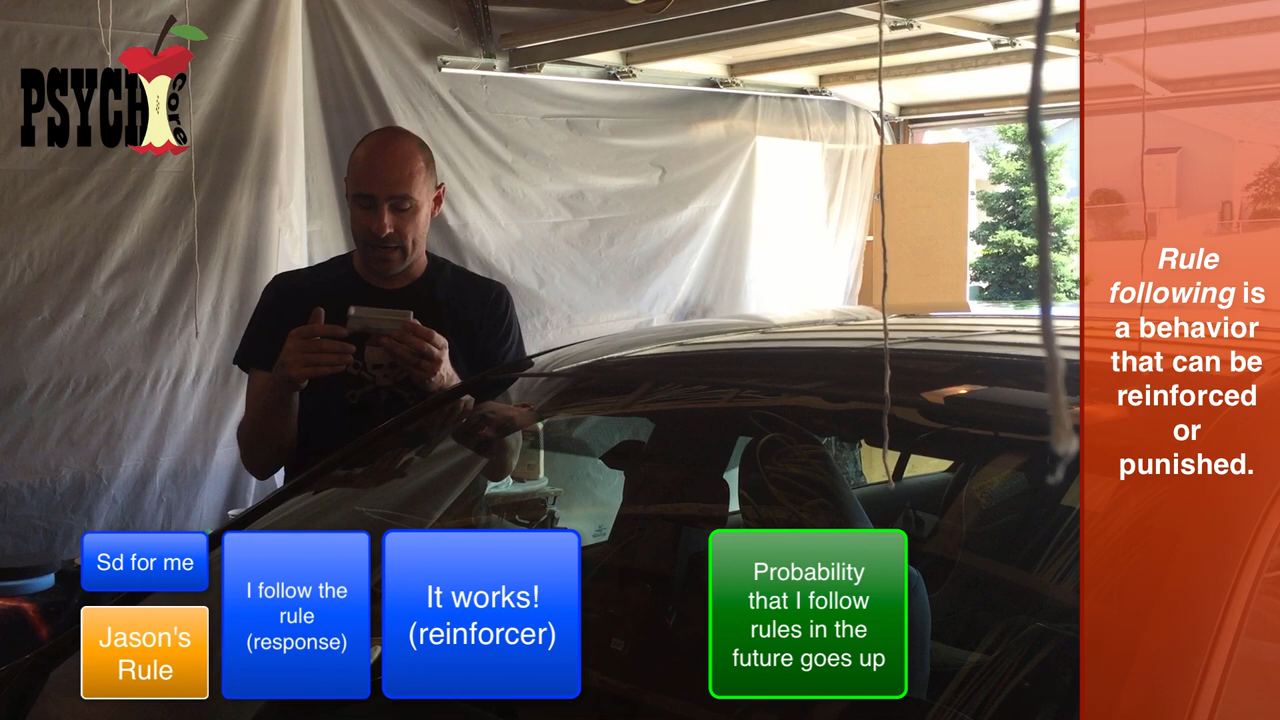 PSYCH
Core
Rule
following is
a behavior
that can be
reinforced
or
punished.
Sd for me
Jason's
Rule
I follow the
rule
(response)
It works!
(reinforcer)
Probability
that I follow
rules in the
future goes up